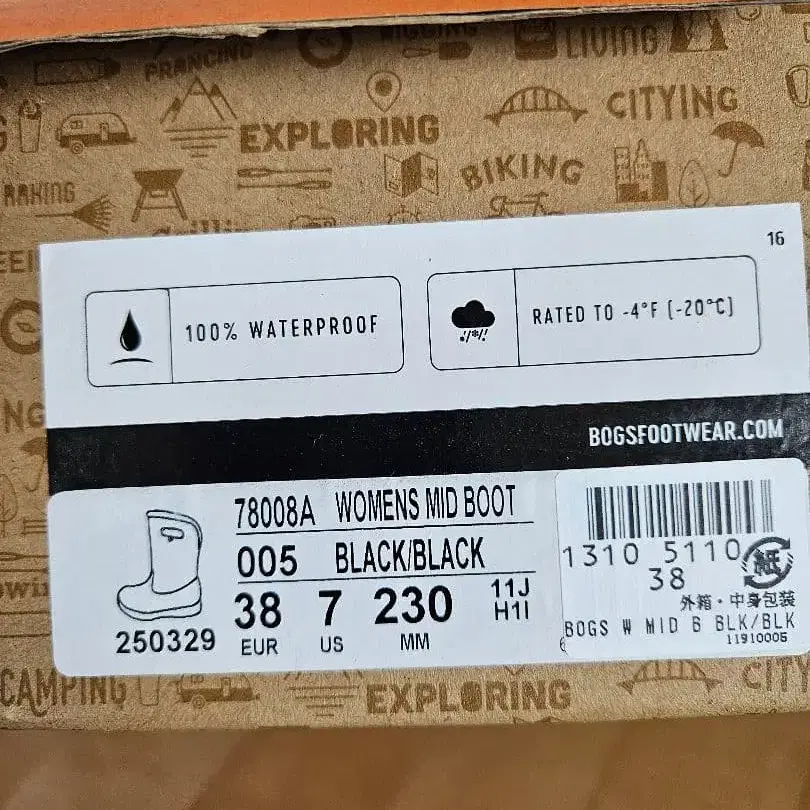 PRANCING
LIVING
EXPLORING
CITYING
BIKING
RAKING
16
100% WATERPROOF
RATED TO -4°F (-20°C)
BOGSFOOTWEAR.COM
78008A WOMENS MID BOOT
005 BLACK/BLACK
38 7 230 11J
H1I
EUR US MM
250329
1310 5110
紙
38
外箱・中身包装
BOGS W MID B BLK/BLK
11910005
CAMPING
EXPLORING